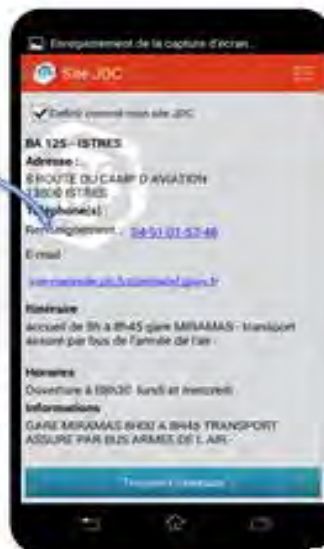 Enregistrement de la capture d'écran...
Site JDC
Définir comme mon site JDC
BA 125 - ISTRES
Adresse :
ROUTE DU CAMP D'AVIATION
ISTRES
Téléphone(s) :
Renseignement :
E-mail
Itinéraire
accueil de 8h à 8h45 gare MIRAMAS - transport
assuré par bus de l'armée de l'air
Horaires
Ouverture à 08h30 lundi et mercredi
Informations
GARE MIRAMAS 8H00 A 8H45 TRANSPORT
ASSURE PAR BUS ARMEE DE L AIR